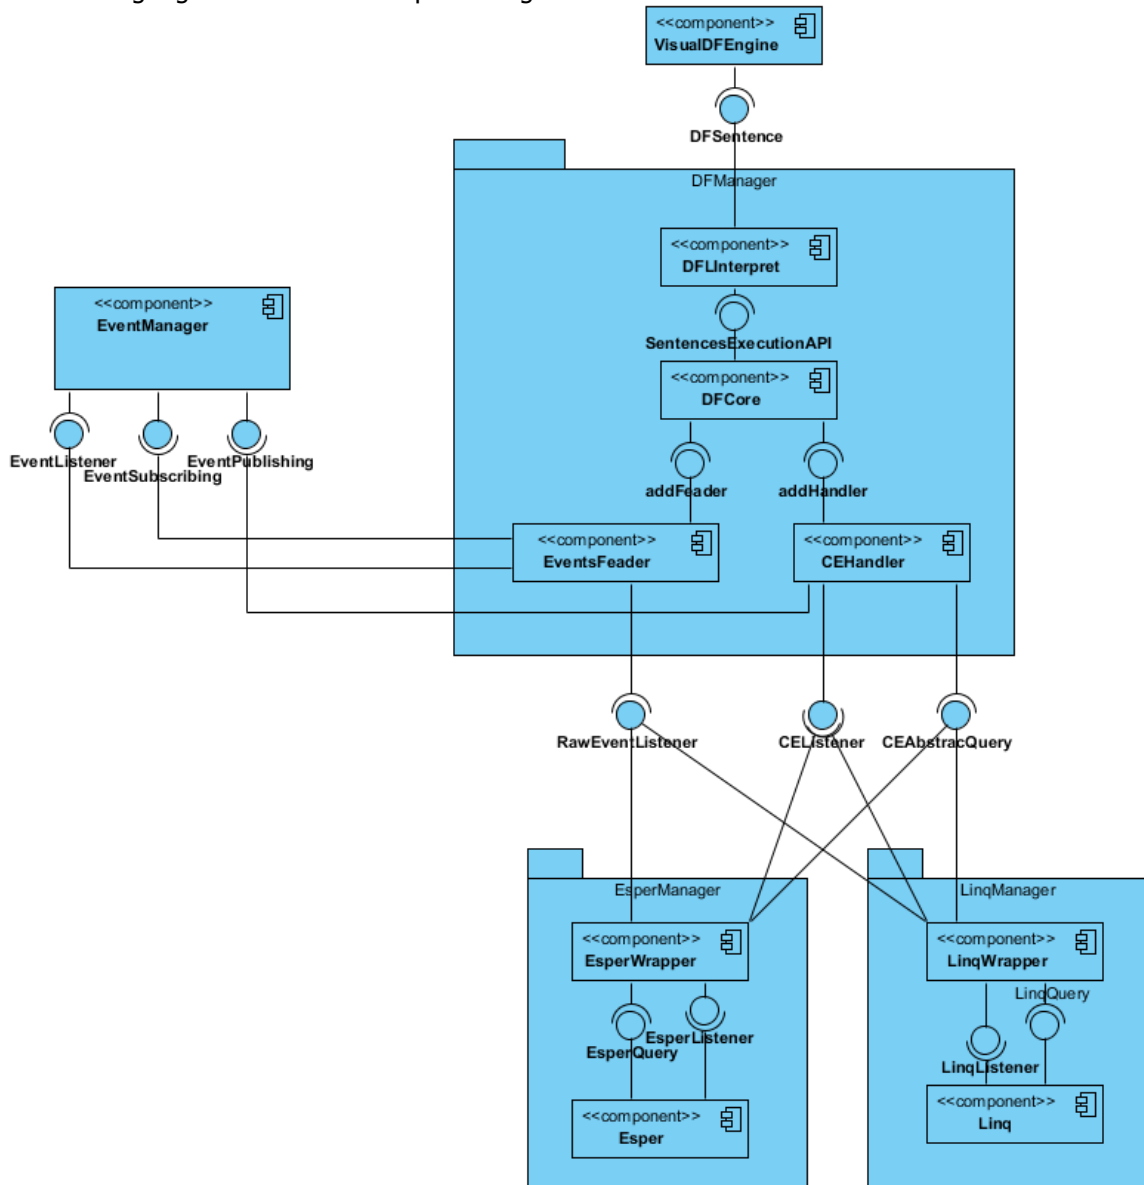 <<component>>
VisualDFEngine
DFSentence
DFManager
<<component>>
DFLInterpret
<<component>>
EventManager
SentencesExecutionAPI
<<component>>
DFCore
EventListener
EventSubscribing
EventPublishing
addFeader
addHandler
<<component>>
EventsFeader
<<component>>
CEHandler
RawEventListener
CEListener
CEAbstracQuery
EsperManager
LinqManager
<<component>>
EsperWrapper
<<component>>
LinqWrapper
LinqQuery
EsperListener
EsperQuery
LinqListener
<<component>>
Esper
<<component>>
Linq